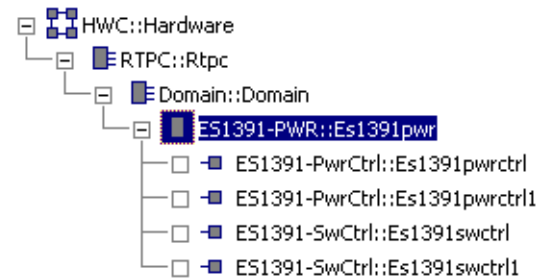 HWC::Hardware
RTPC::Rtpc
Domain::Domain
ES1391-PWR::Es1391pwr
ES1391-PwrCtrl::Es1391pwrctrl
ES1391-PwrCtrl::Es1391pwrctrl1
ES1391-SwCtrl::Es1391swctrl
ES1391-SwCtrl::Es1391swctrl1